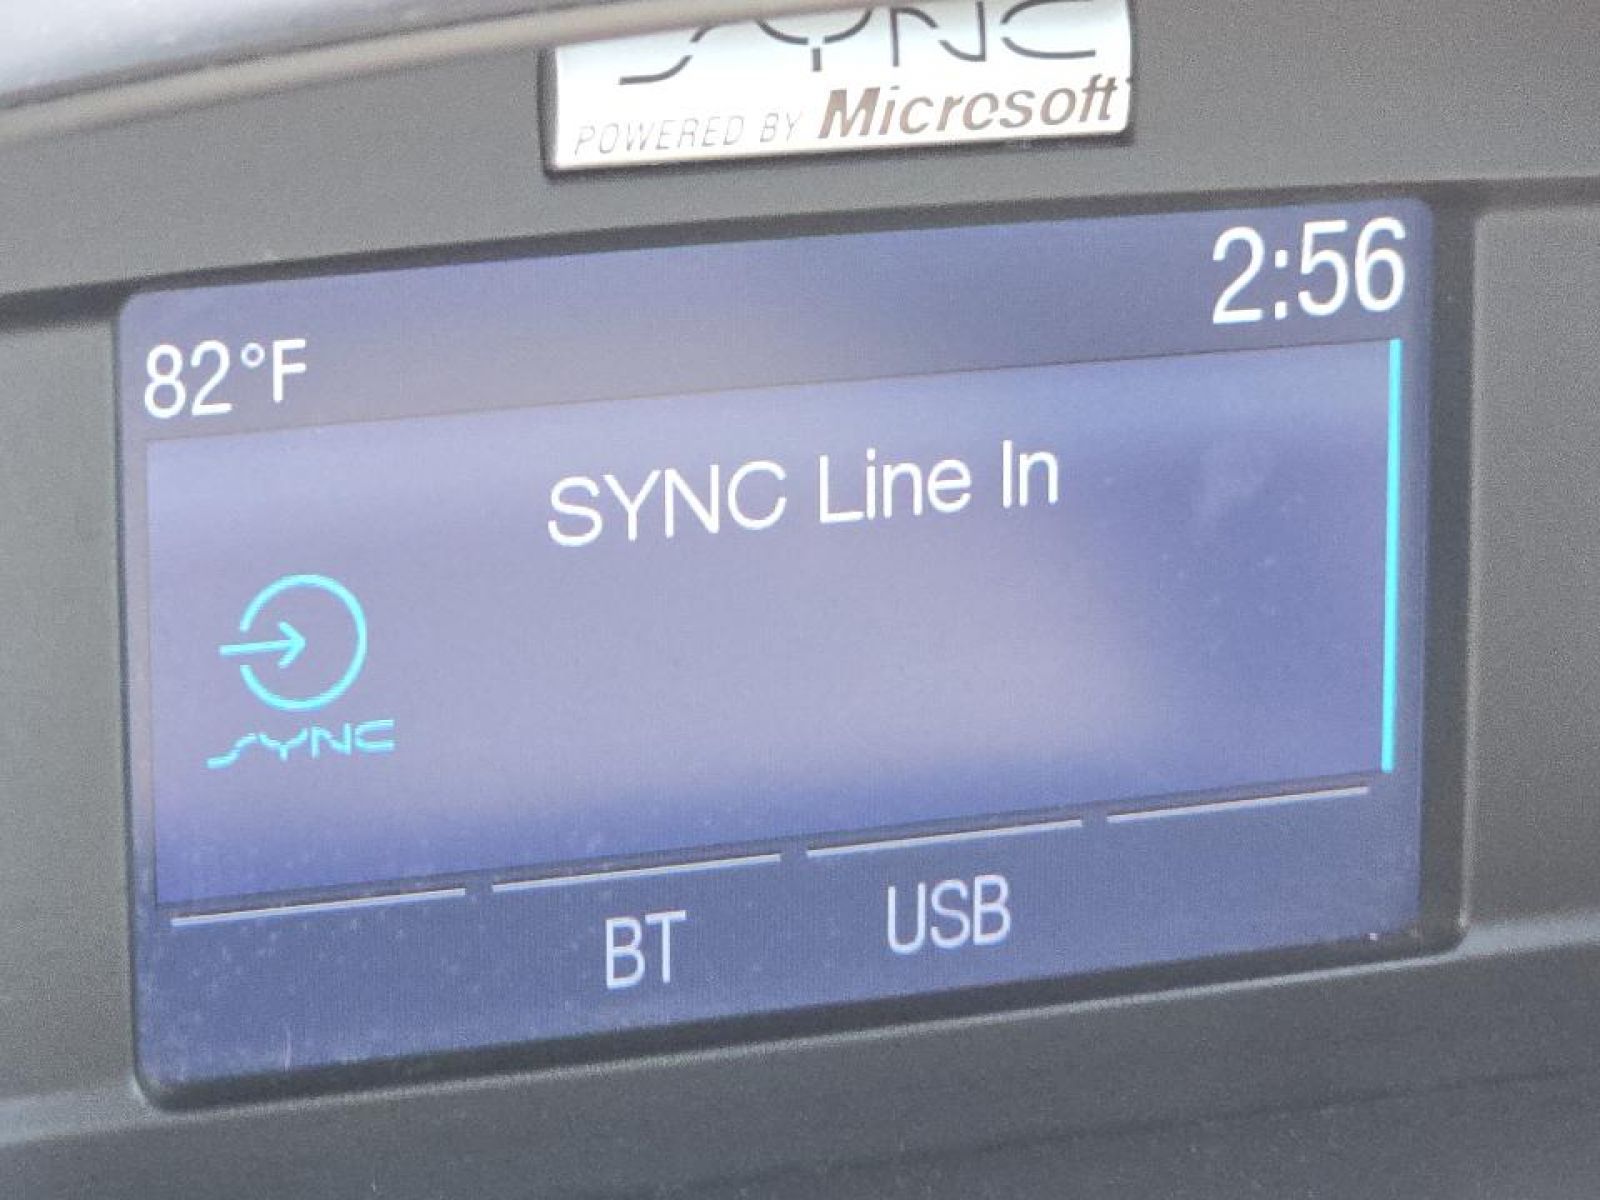 SYNC
POWERED BY Microsoft
2:56
82°F
SYNC Line In
SYNC
BT USB